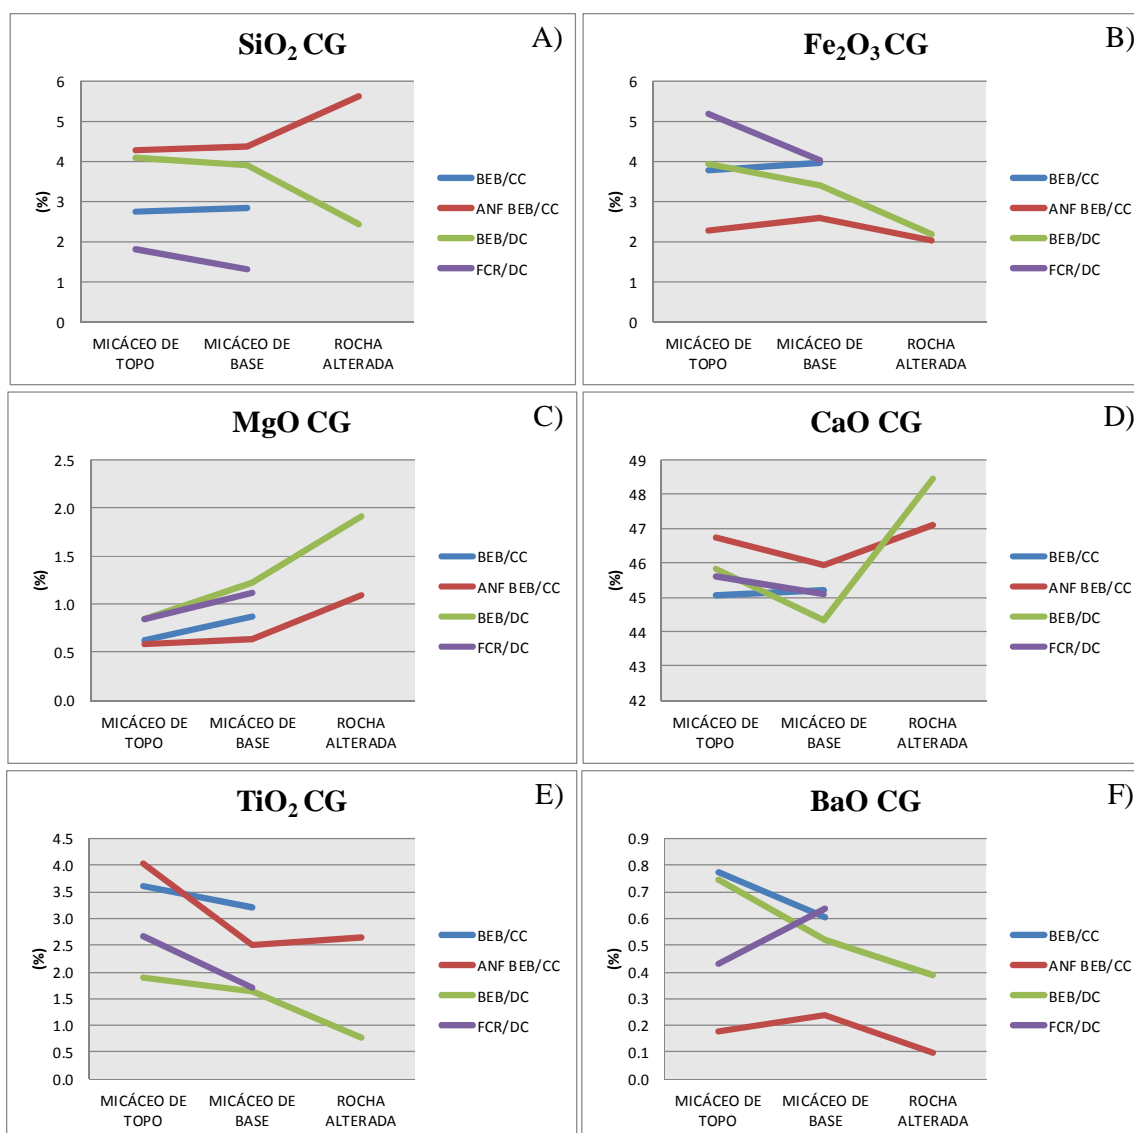 SiO₂ CG
A)
6
5
4
3
2
1
0
(%)
MICÁCEO DE TOPO
MICÁCEO DE BASE
ROCHA ALTERADA
BEB/CC
ANF BEB/CC
BEB/DC
FCR/DC
Fe₂O₃ CG
B)
6
5
4
3
2
1
0
(%)
MICÁCEO DE TOPO
MICÁCEO DE BASE
ROCHA ALTERADA
BEB/CC
ANF BEB/CC
BEB/DC
FCR/DC
MgO CG
C)
2.5
2.0
1.5
1.0
0.5
0.0
(%)
MICÁCEO DE TOPO
MICÁCEO DE BASE
ROCHA ALTERADA
BEB/CC
ANF BEB/CC
BEB/DC
FCR/DC
CaO CG
D)
49
48
47
46
45
44
43
42
(%)
MICÁCEO DE TOPO
MICÁCEO DE BASE
ROCHA ALTERADA
BEB/CC
ANF BEB/CC
BEB/DC
FCR/DC
TiO₂ CG
E)
4.5
4.0
3.5
3.0
2.5
2.0
1.5
1.0
0.5
0.0
(%)
MICÁCEO DE TOPO
MICÁCEO DE BASE
ROCHA ALTERADA
BEB/CC
ANF BEB/CC
BEB/DC
FCR/DC
BaO CG
F)
0.9
0.8
0.7
0.6
0.5
0.4
0.3
0.2
0.1
0.0
(%)
MICÁCEO DE TOPO
MICÁCEO DE BASE
ROCHA ALTERADA
BEB/CC
ANF BEB/CC
BEB/DC
FCR/DC